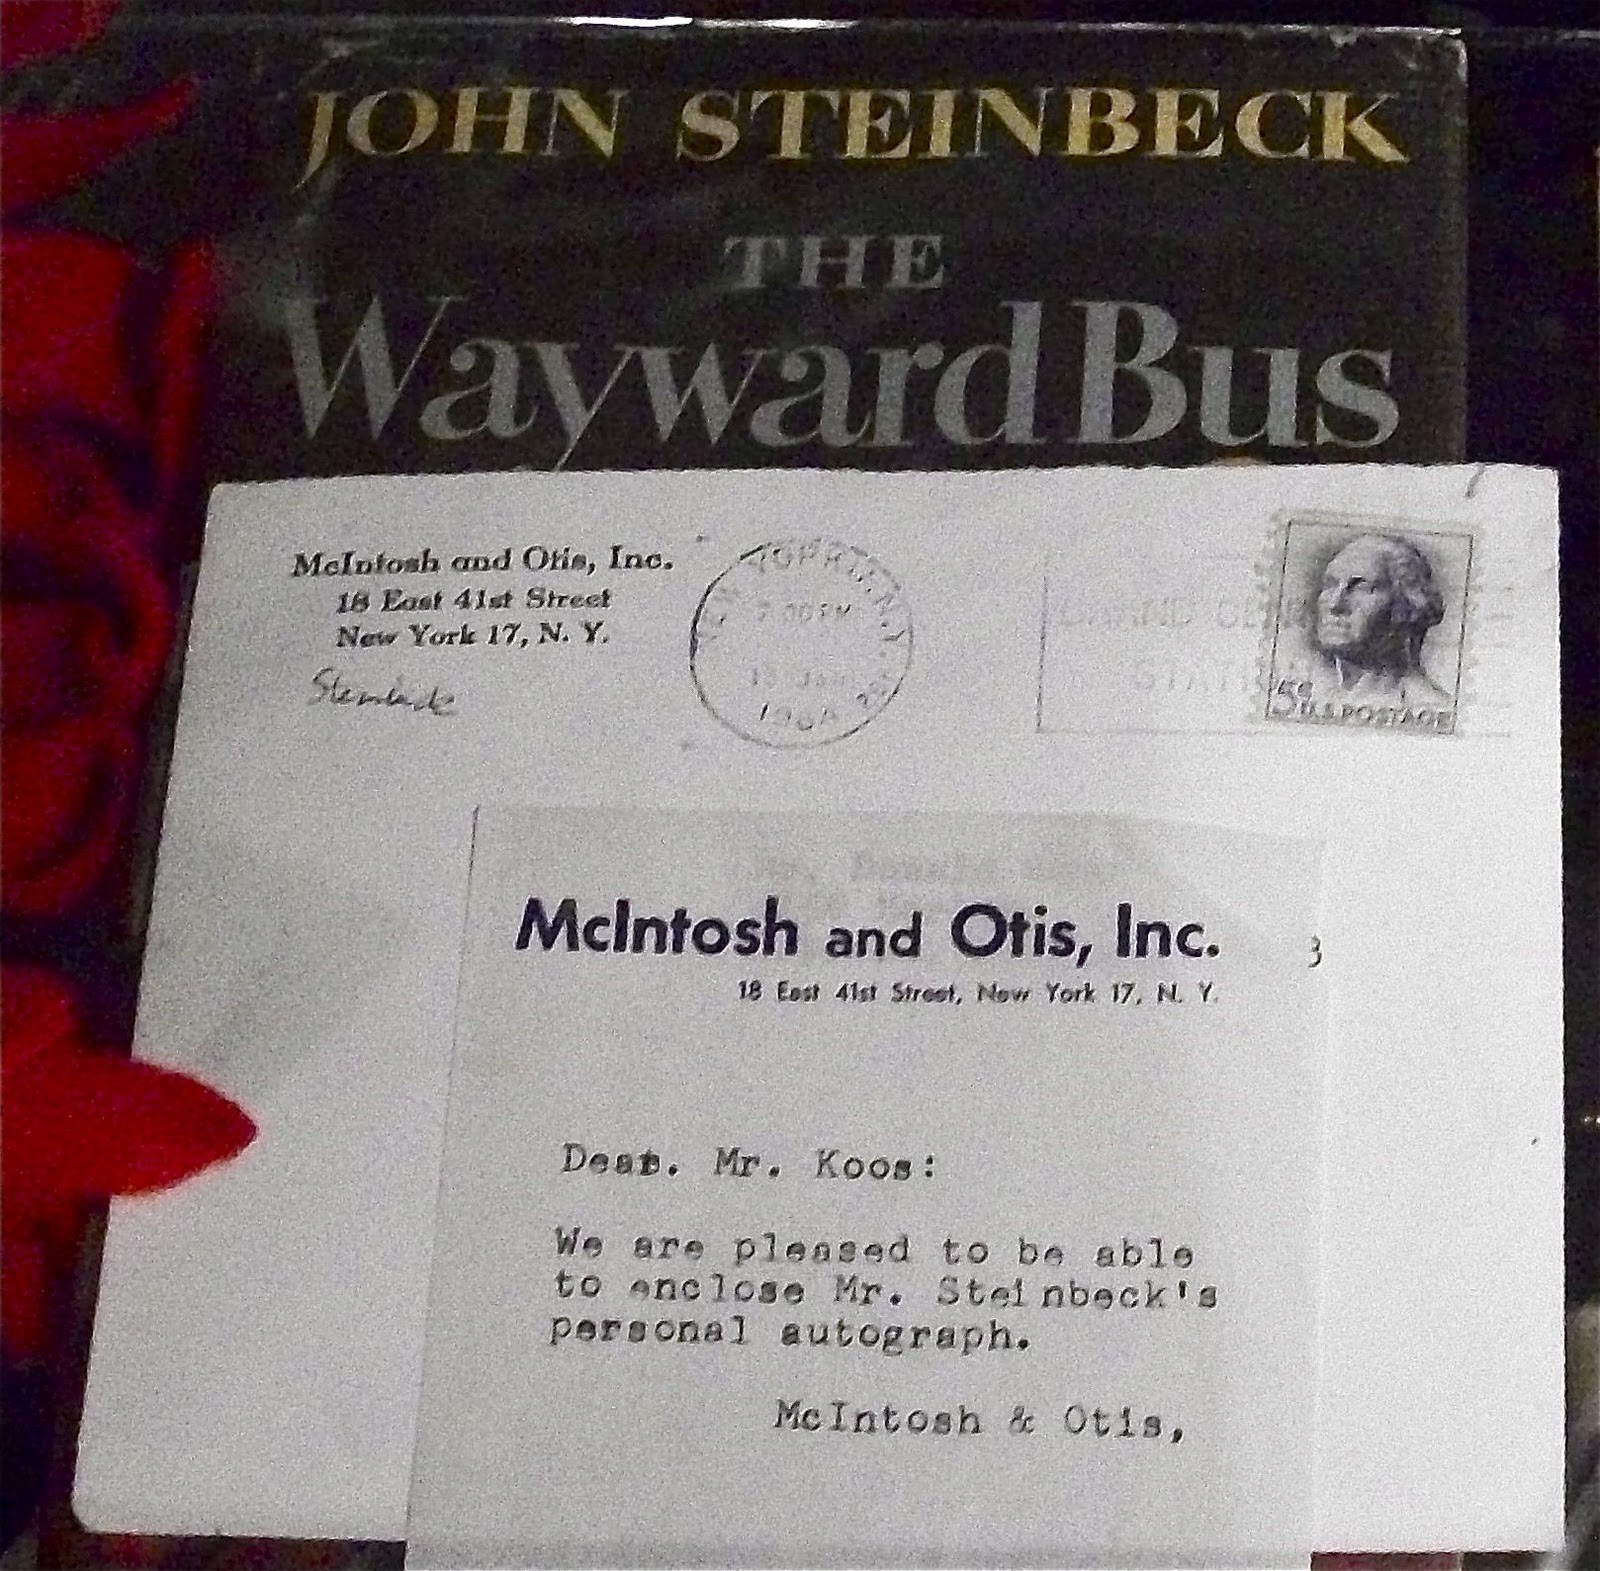 JOHN STEINBECK
THE
Wayward Bus
McIntosh and Otis, Inc.
18 East 41st Street
New York 17, N. Y.
5¢ U.S. POSTAGE
McIntosh and Otis, Inc.
18 East 41st Street, New York 17, N. Y.
Dear. Mr. Koos:
We are pleased to be able
to enclose Mr. Steinbeck's
personal autograph.
McIntosh & Otis,